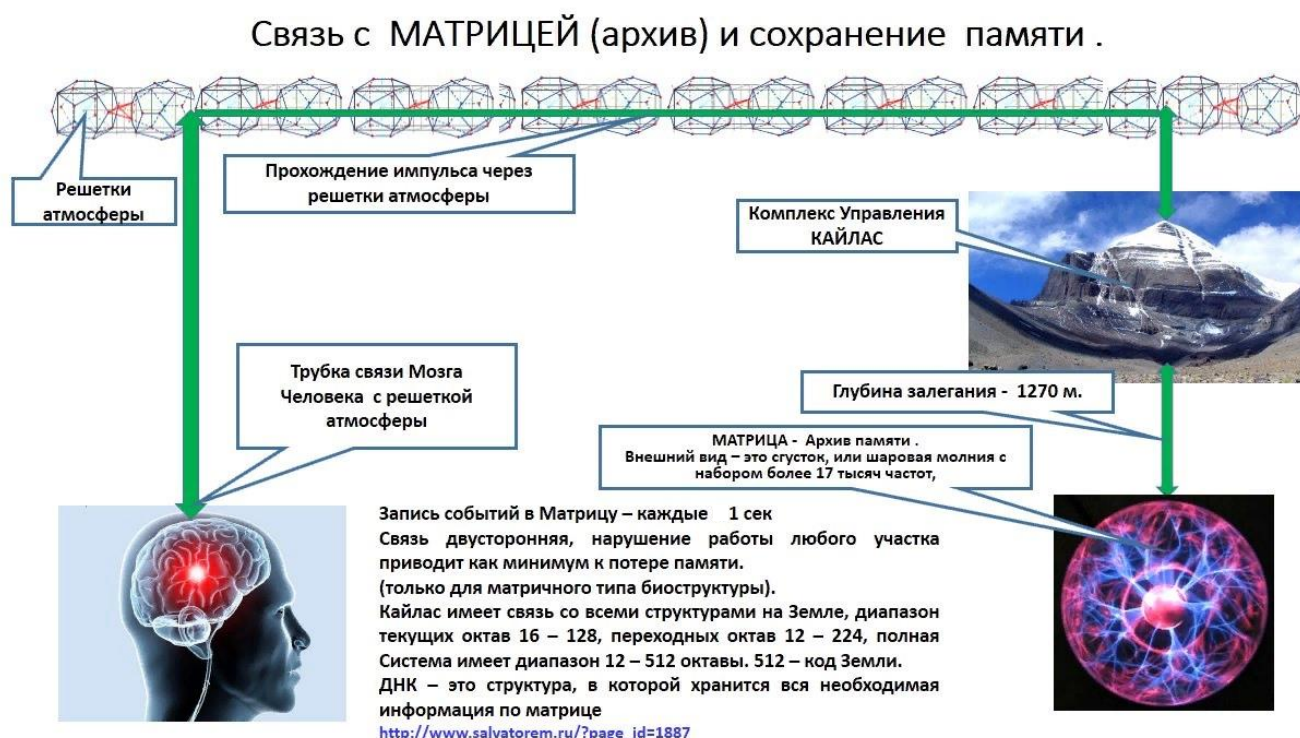 Связь с МАТРИЦЕЙ (архив) и сохранение памяти .
Решетки
атмосферы
Прохождение импульса через
решетки атмосферы
Комплекс Управления
КАЙЛАС
Трубка связи Мозга
Человека с решеткой
атмосферы
Глубина залегания - 1270 м.
МАТРИЦА - Архив памяти .
Внешний вид – это сгусток, или шаровая молния с
набором более 17 тысяч частот,
Запись событий в Матрицу – каждые 1 сек
Связь двусторонняя, нарушение работы любого участка
приводит как минимум к потере памяти.
(только для матричного типа биоструктуры).
Кайлас имеет связь со всеми структурами на Земле, диапазон
текущих октав 16 – 128, переходных октав 12 – 224, полная
Система имеет диапазон 12 – 512 октавы. 512 – код Земли.
ДНК – это структура, в которой хранится вся необходимая
информация по матрице
http://www.salvatorem.ru/?page_id=1887